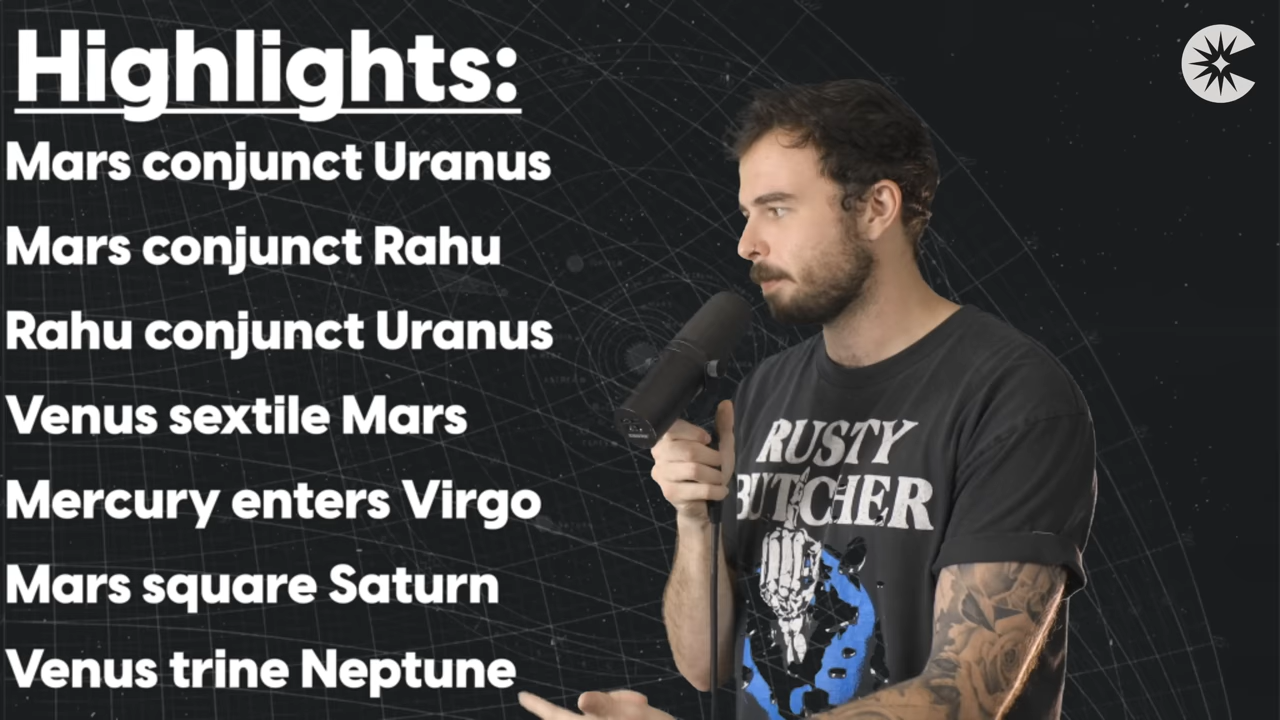 Highlights:
Mars conjunct Uranus
Mars conjunct Rahu
Rahu conjunct Uranus
Venus sextile Mars
Mercury enters Virgo
Mars square Saturn
Venus trine Neptune
RUSTY
BUTCHER